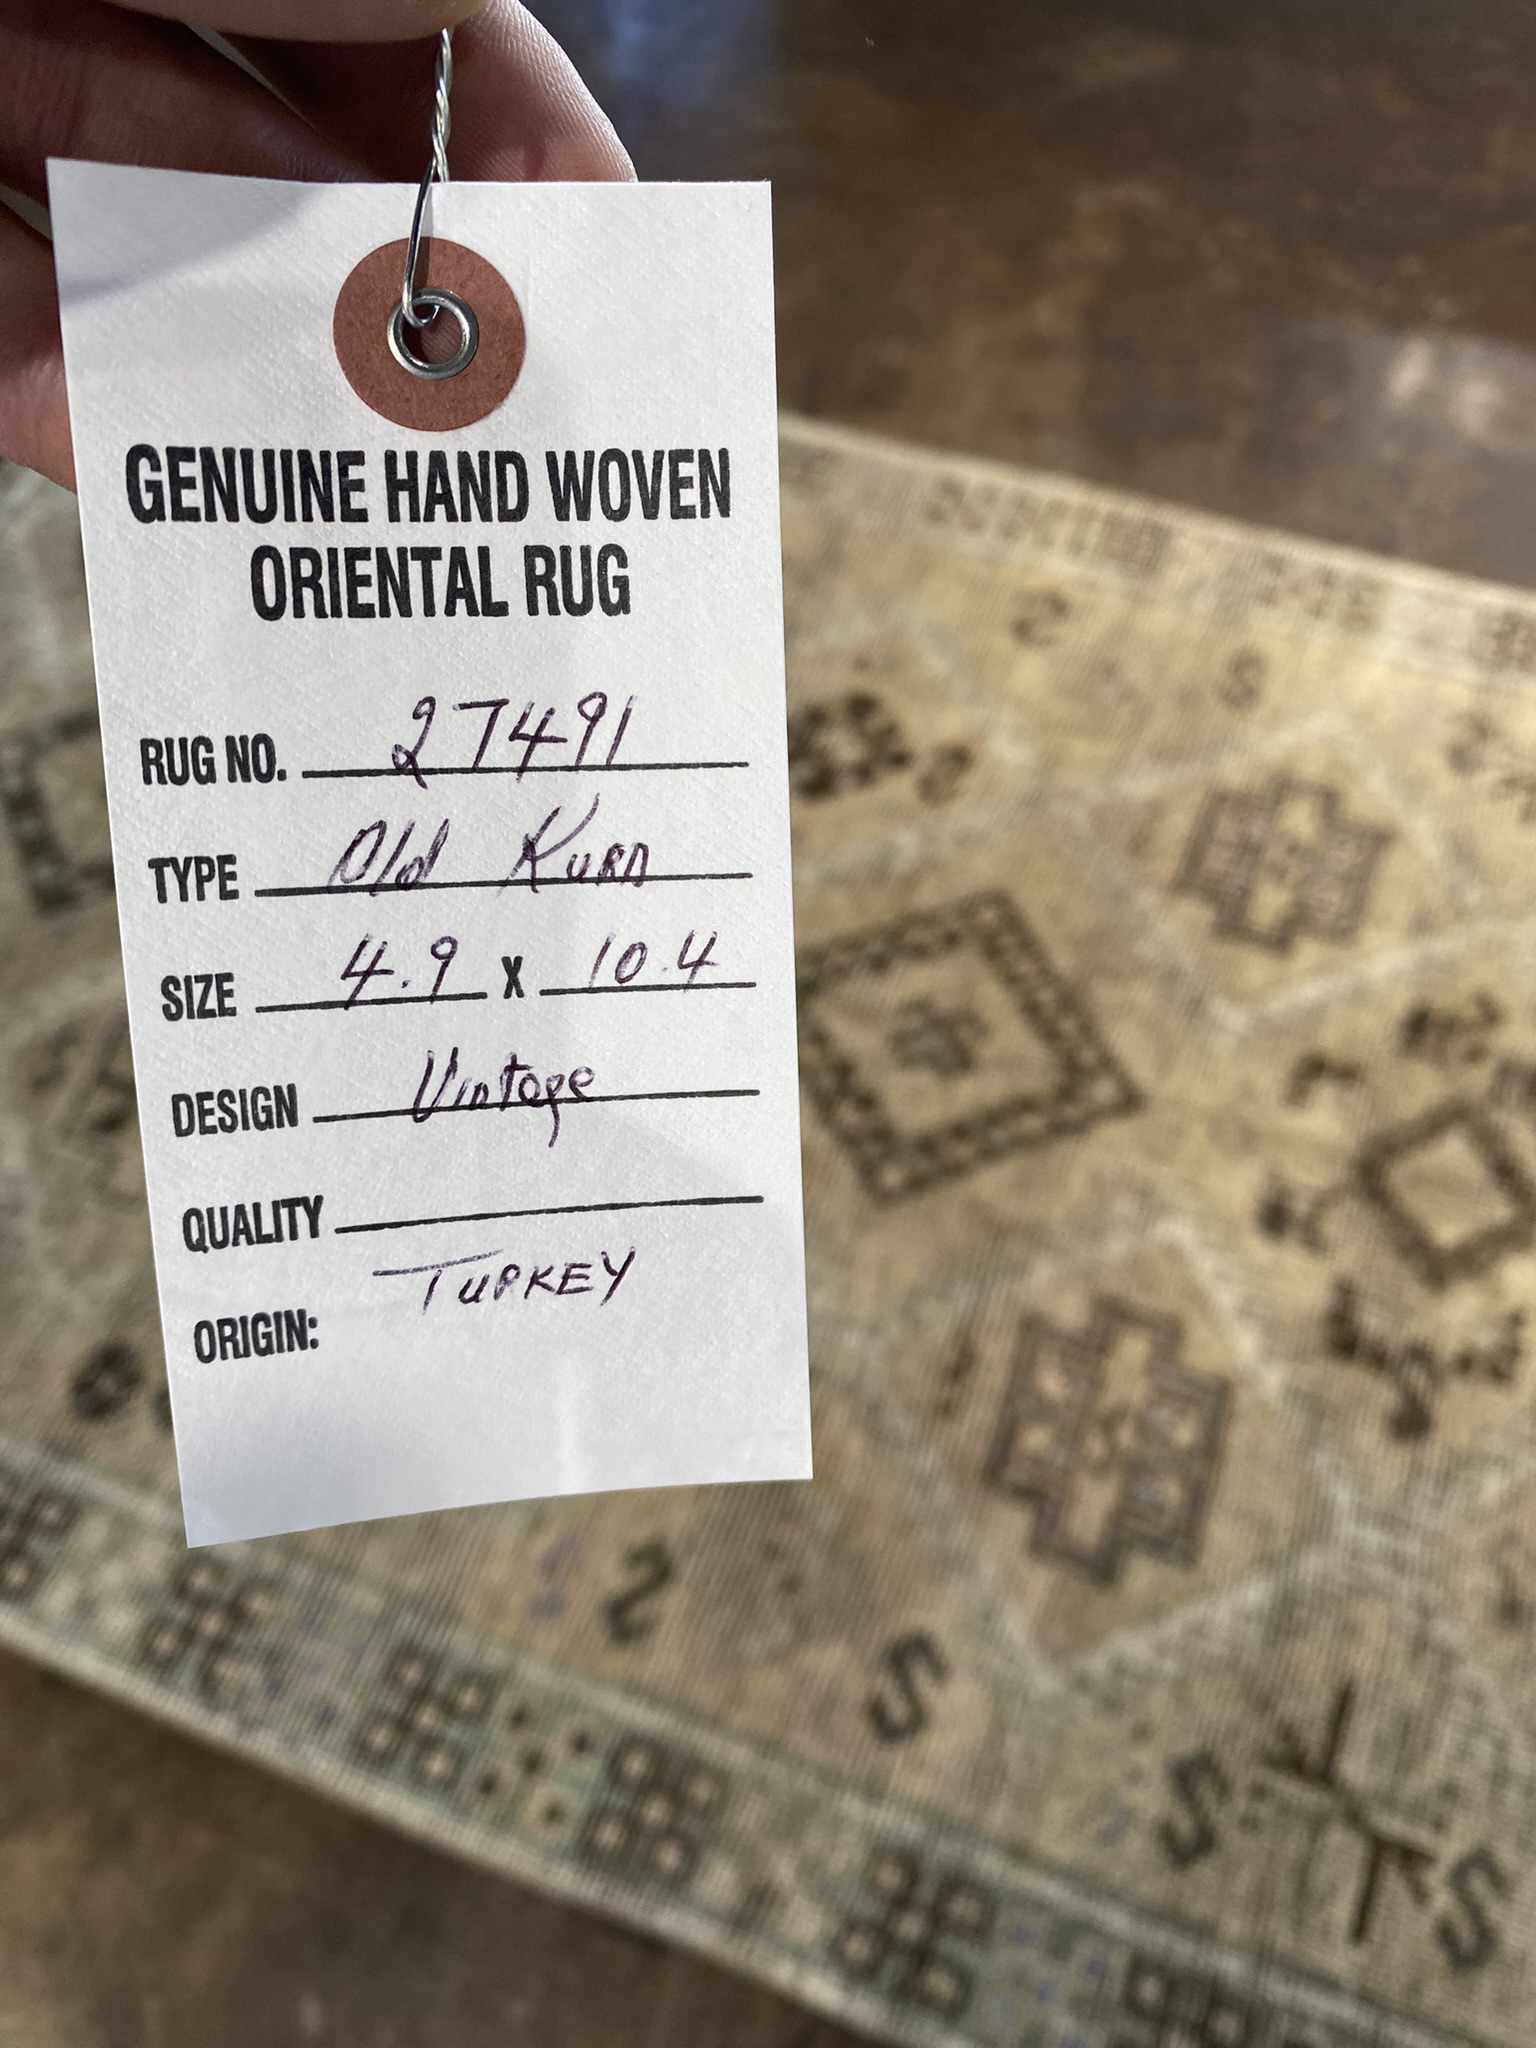 GENUINE HAND WOVEN
ORIENTAL RUG
RUG NO. 27491
TYPE Old
SIZE 4.9 X 10.4
DESIGN Vintage
QUALITY
ORIGIN: TURKEY